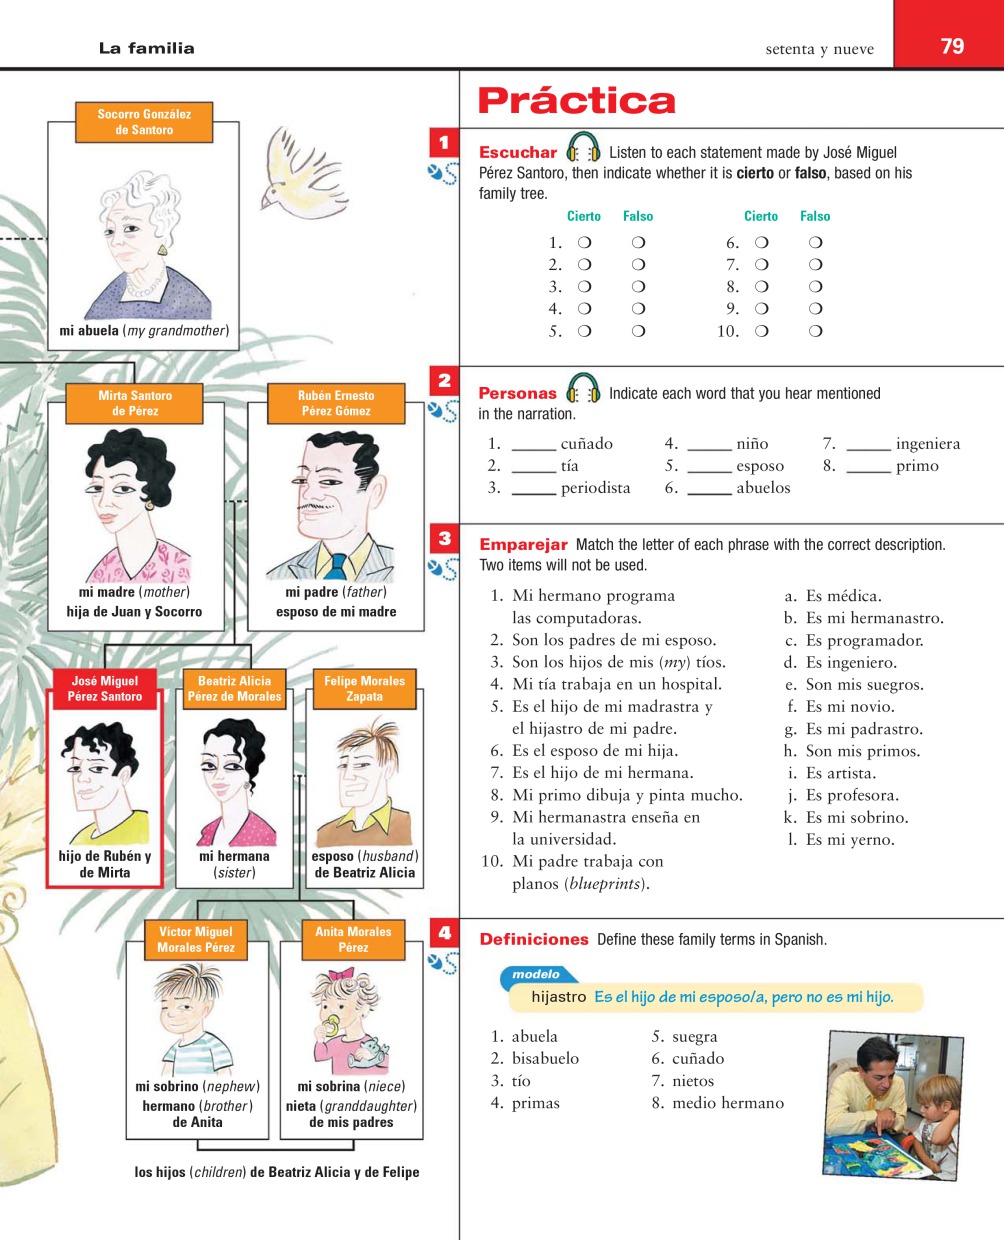 La familia
setenta y nueve
79
Socorro González
de Santoro
mi abuela (my grandmother)
Mirta Santoro
de Pérez
Rubén Ernesto
Pérez Gómez
mi madre (mother)
hija de Juan y Socorro
mi padre (father)
esposo de mi madre
José Miguel
Pérez Santoro
Beatriz Alicia
Pérez de Morales
Felipe Morales
Zapata
hijo de Rubén y
de Mirta
mi hermana
(sister)
esposo (husband)
de Beatriz Alicia
Víctor Miguel
Morales Pérez
Anita Morales
Pérez
mi sobrino (nephew)
hermano (brother)
de Anita
mi sobrina (niece)
nieta (granddaughter)
de mis padres
los hijos (children) de Beatriz Alicia y de Felipe
Práctica
1
Escuchar Listen to each statement made by José Miguel
Pérez Santoro, then indicate whether it is cierto or falso, based on his
family tree.
Cierto Falso Cierto Falso
1. 6.
2. 7.
3. 8.
4. 9.
5. 10.
2
Personas Indicate each word that you hear mentioned
in the narration.
1. ______ cuñado 4. ______ niño 7. ______ ingeniera
2. ______ tía 5. ______ esposo 8. ______ primo
3. ______ periodista 6. ______ abuelos
3
Emparejar Match the letter of each phrase with the correct description.
Two items will not be used.
1. Mi hermano programa
las computadoras.
2. Son los padres de mi esposo.
3. Son los hijos de mis (my) tíos.
4. Mi tía trabaja en un hospital.
5. Es el hijo de mi madrastra y
el hijastro de mi padre.
6. Es el esposo de mi hija.
7. Es el hijo de mi hermana.
8. Mi primo dibuja y pinta mucho.
9. Mi hermanastra enseña en
la universidad.
10. Mi padre trabaja con
planos (blueprints).
a. Es médica.
b. Es mi hermanastro.
c. Es programador.
d. Es ingeniero.
e. Son mis suegros.
f. Es mi novio.
g. Es mi padrastro.
h. Son mis primos.
i. Es artista.
j. Es profesora.
k. Es mi sobrino.
l. Es mi yerno.
4
Definiciones Define these family terms in Spanish.
modelo
hijastro Es el hijo de mi esposo/a, pero no es mi hijo.
1. abuela
2. bisabuelo
3. tío
4. primas
5. suegra
6. cuñado
7. nietos
8. medio hermano